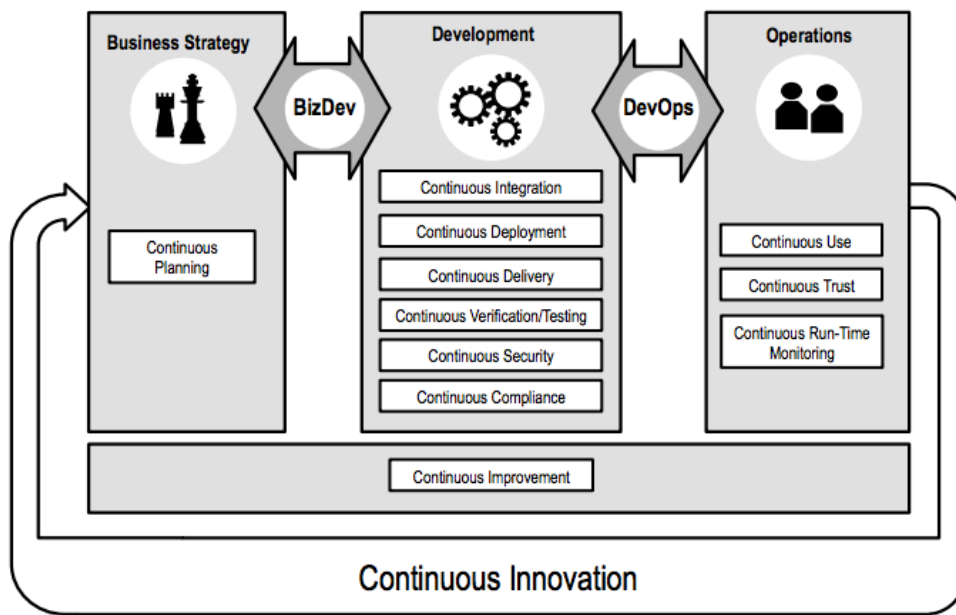 Business Strategy
Development
Operations
BizDev
DevOps
Continuous
Planning
Continuous Integration
Continuous Deployment
Continuous Delivery
Continuous Verification/Testing
Continuous Security
Continuous Compliance
Continuous Use
Continuous Trust
Continuous Run-Time
Monitoring
Continuous Improvement
Continuous Innovation